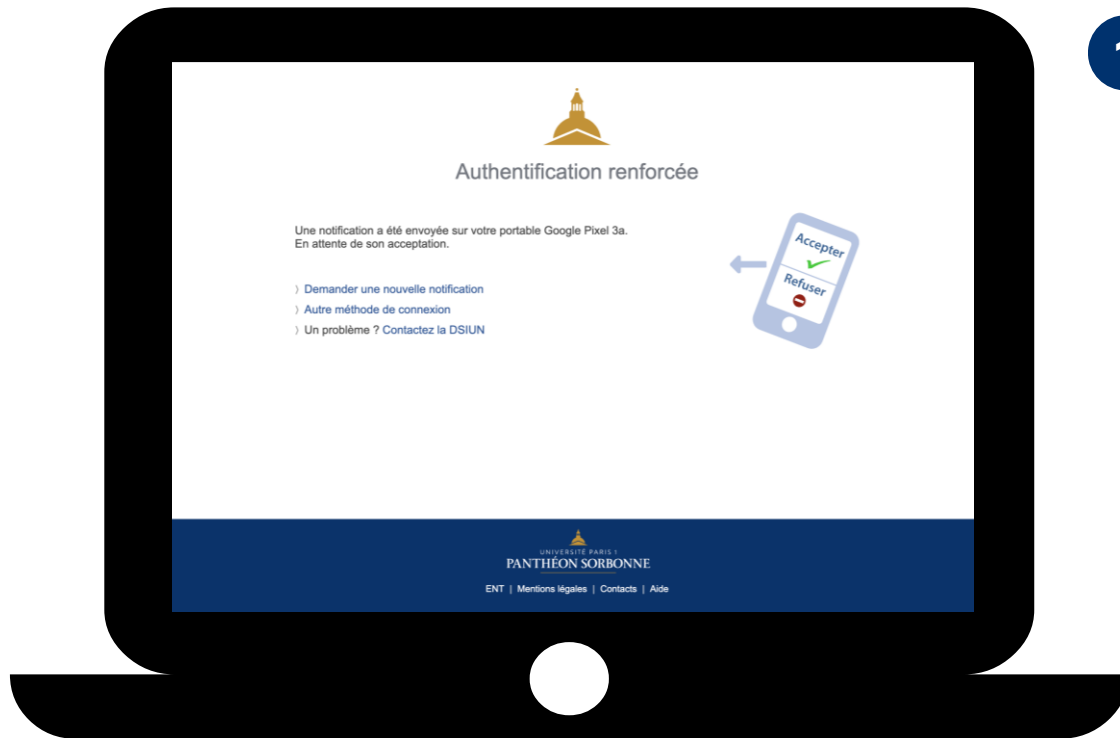 1
Authentification renforcée
Une notification a été envoyée sur votre portable Google Pixel 3a.
En attente de son acceptation.
Accepter
Refuser
⟩ Demander une nouvelle notification
⟩ Autre méthode de connexion
⟩ Un problème ? Contactez la DSIUN
UNIVERSITÉ PARIS 1
PANTHÉON SORBONNE
ENT | Mentions légales | Contacts | Aide